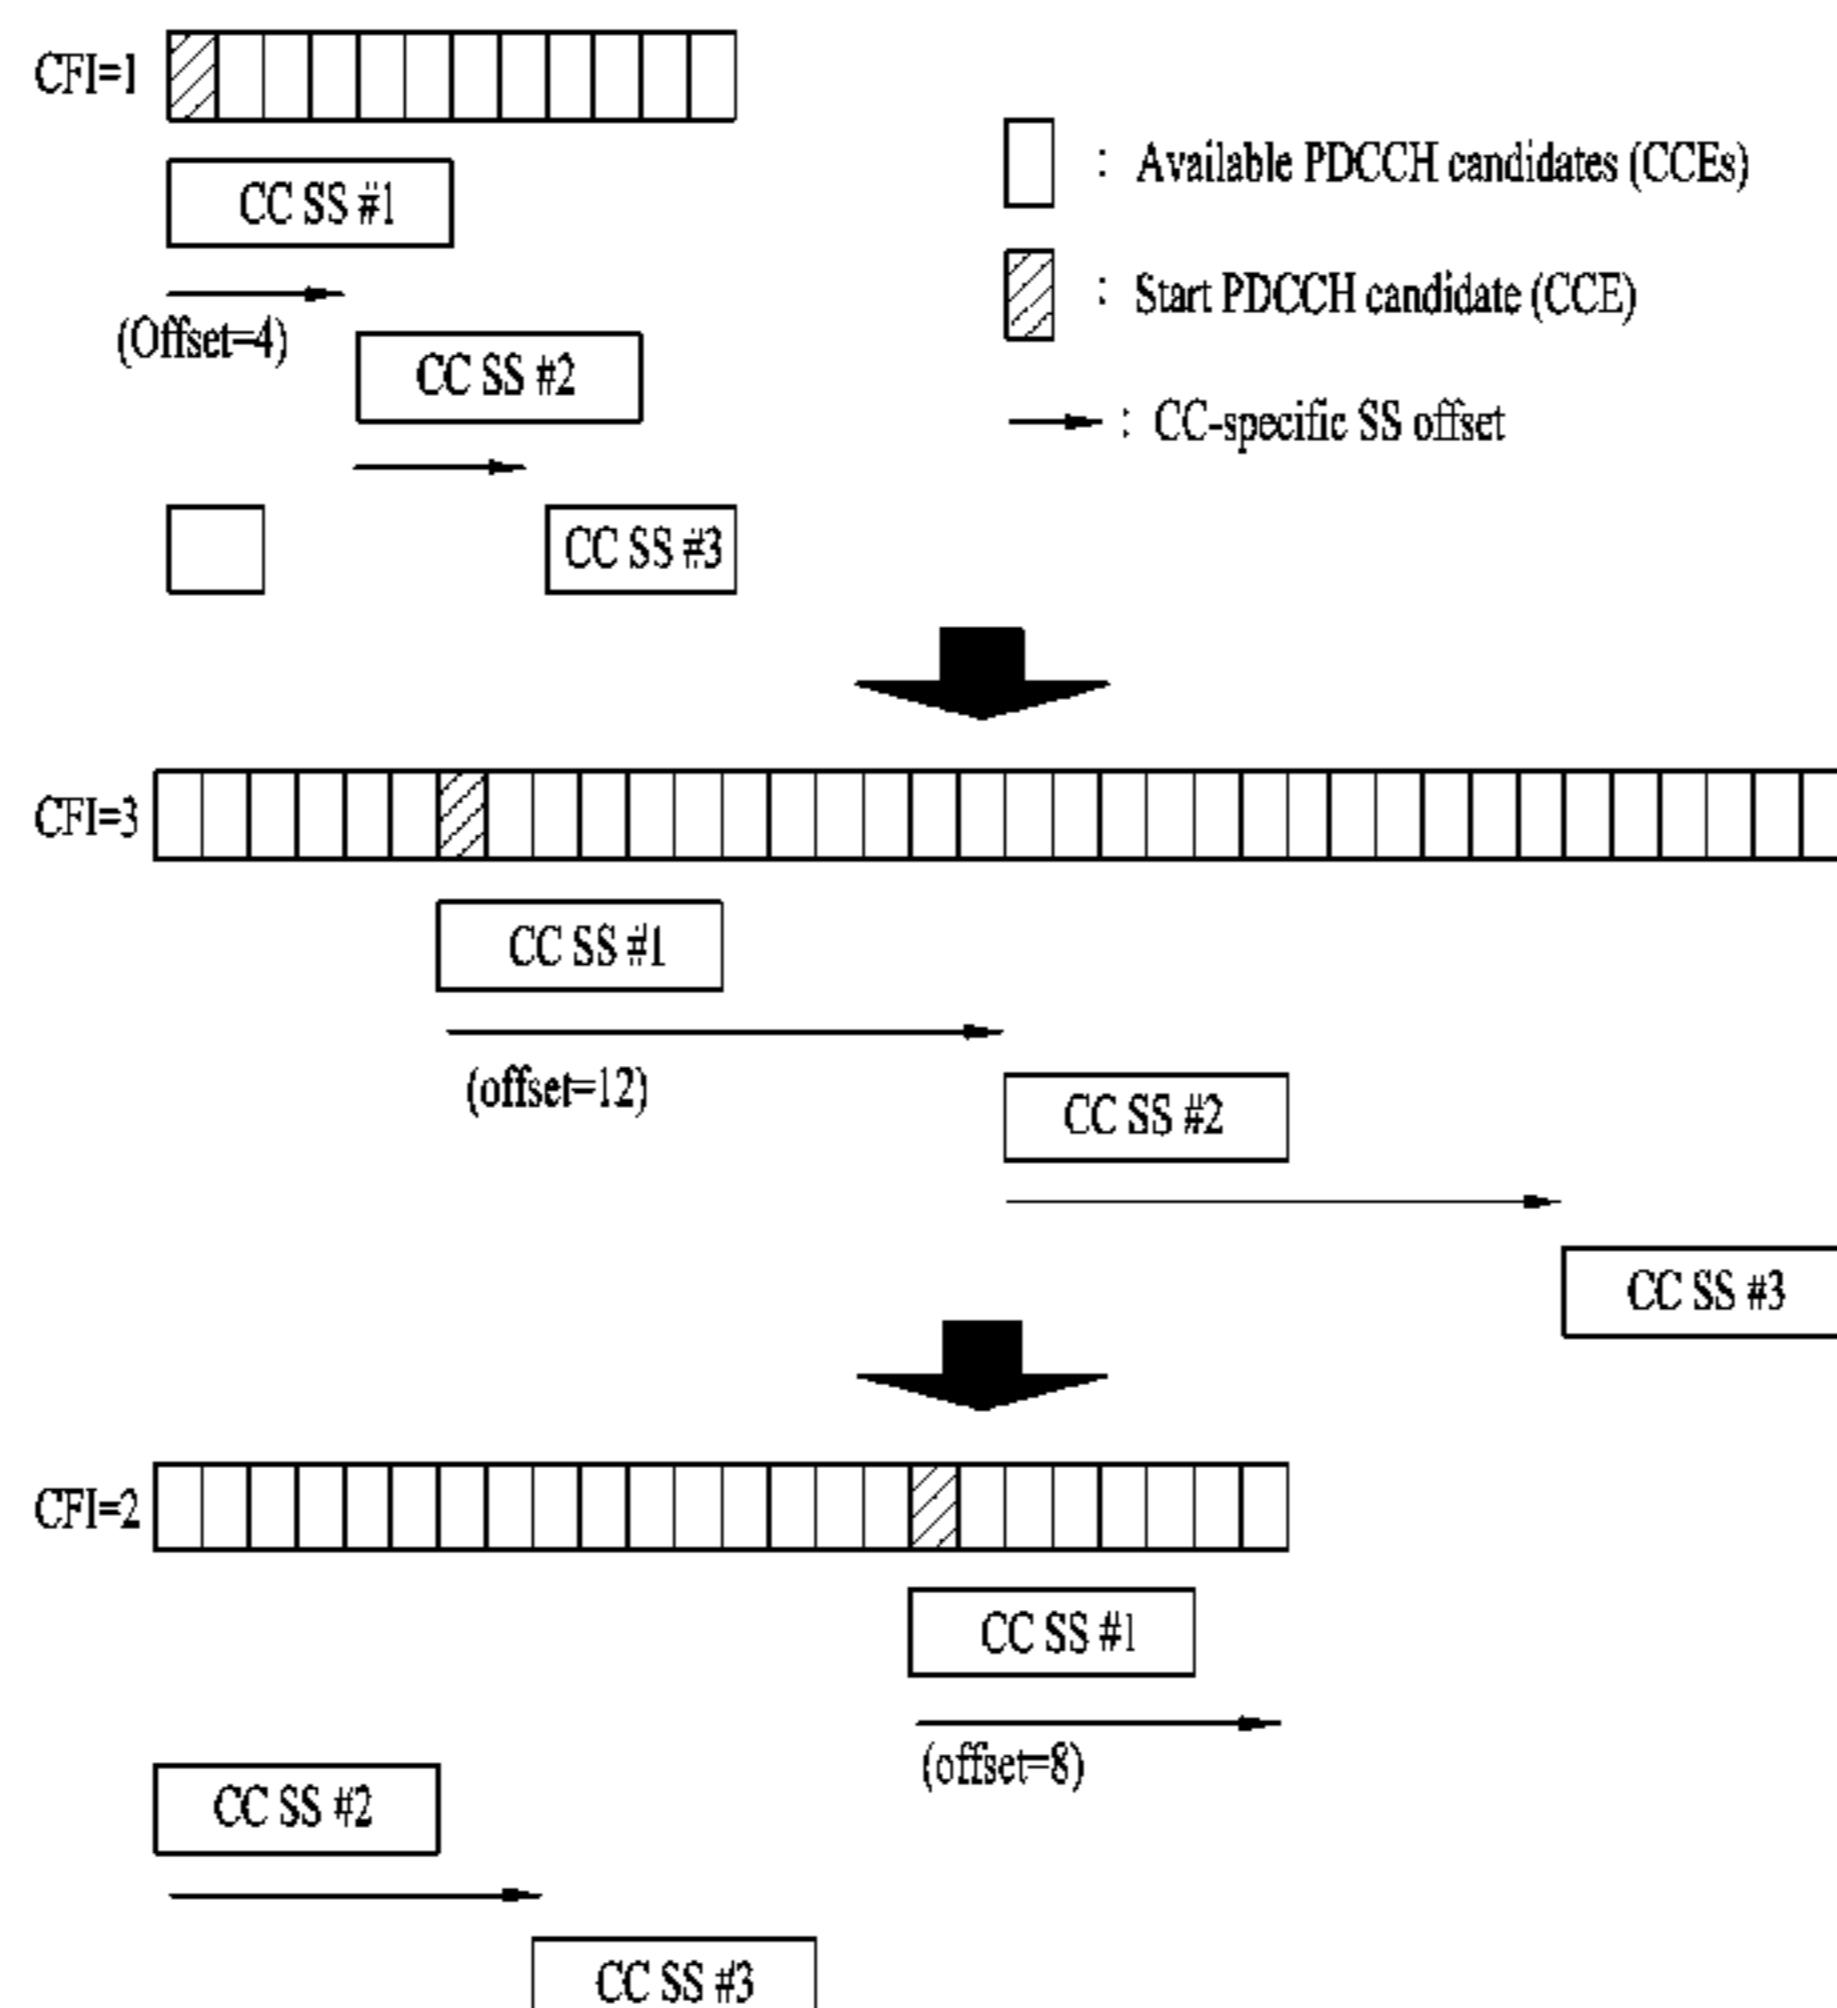 CFI=1
CC SS #1
(Offset=4)
CC SS #2
CC SS #3
: Available PDCCH candidates (CCEs)
: Start PDCCH candidate (CCE)
: CC-specific SS offset
CFI=3
CC SS #1
(offset=12)
CC SS #2
CC SS #3
CFI=2
CC SS #1
(offset=8)
CC SS #2
CC SS #3